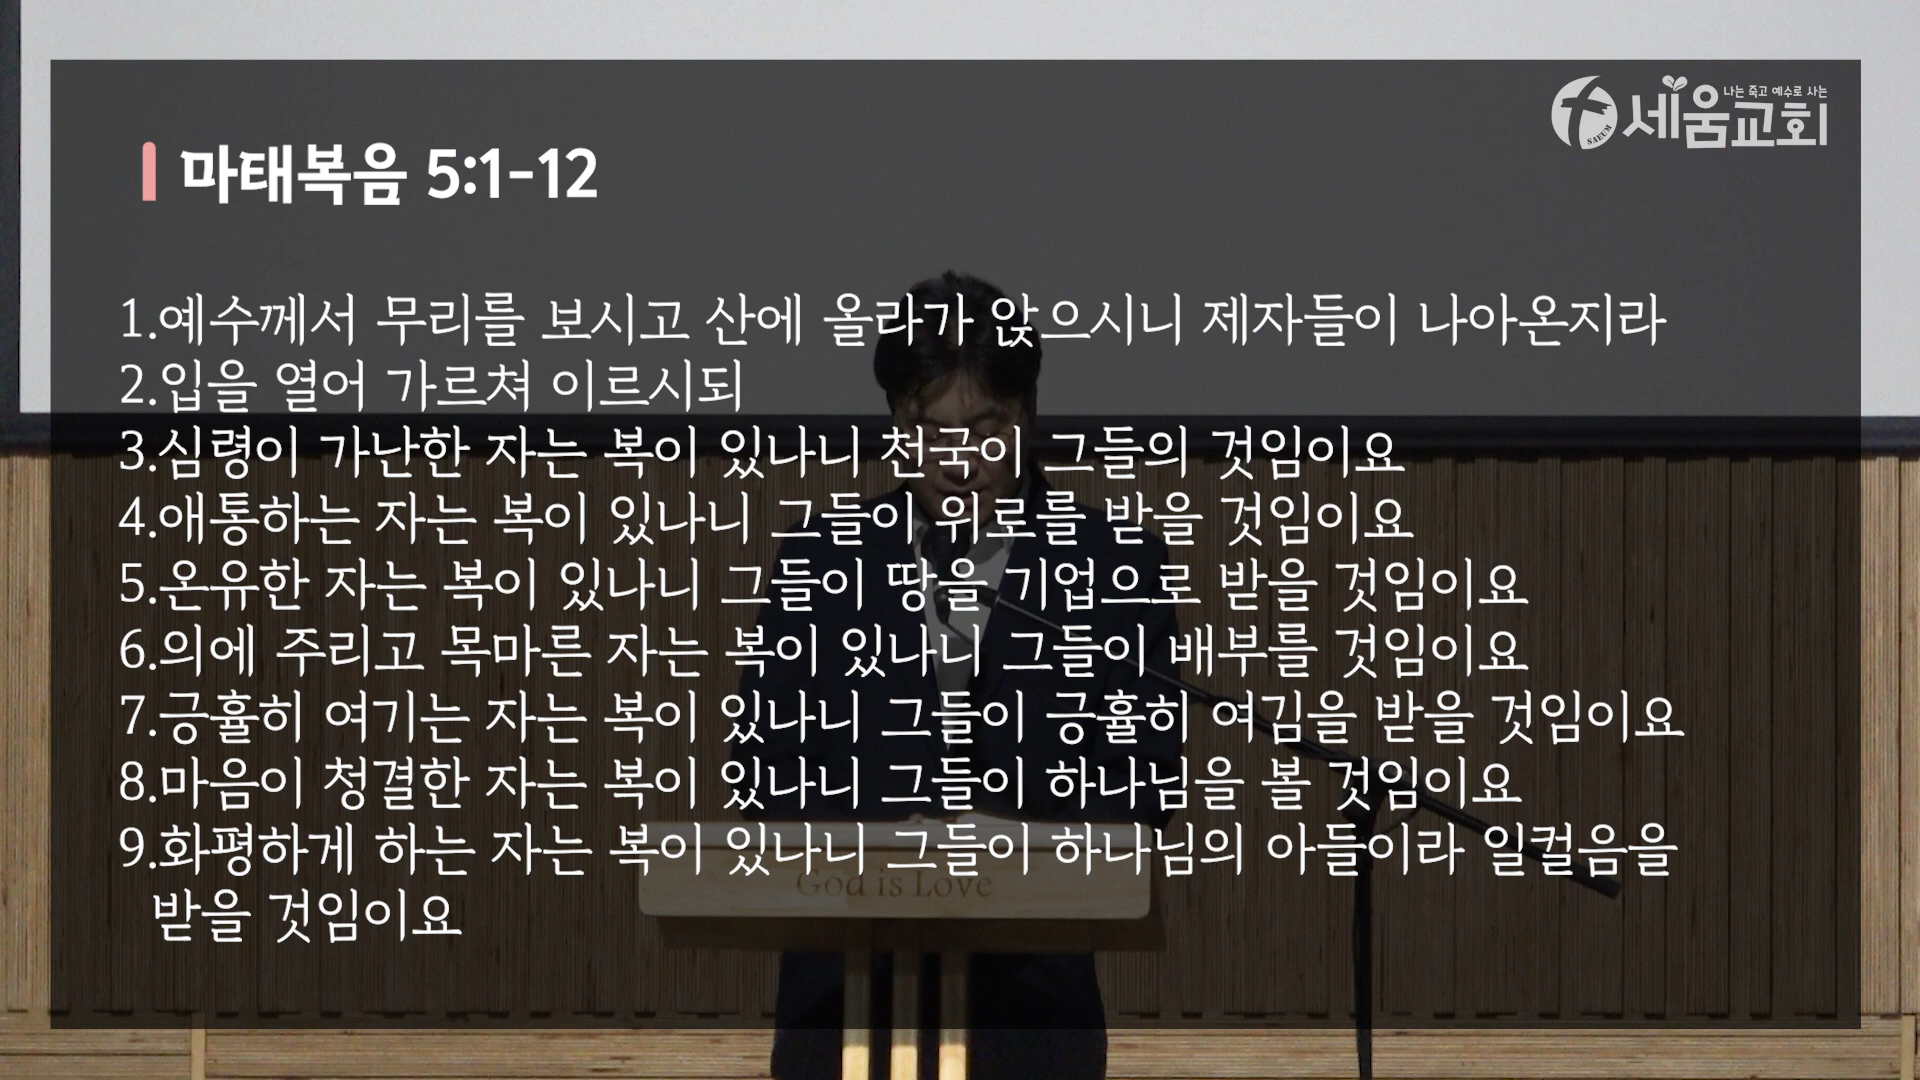 나는 죽고 예수로 사는
세움교회
SAEUM
마태복음 5:1-12
1.예수께서 무리를 보시고 산에 올라가 앉으시니 제자들이 나아온지라
2.입을 열어 가르쳐 이르시되
3.심령이 가난한 자는 복이 있나니 천국이 그들의 것임이요
4.애통하는 자는 복이 있나니 그들이 위로를 받을 것임이요
5.온유한 자는 복이 있나니 그들이 땅을 기업으로 받을 것임이요
6.의에 주리고 목마른 자는 복이 있나니 그들이 배부를 것임이요
7.긍휼히 여기는 자는 복이 있나니 그들이 긍휼히 여김을 받을 것임이요
8.마음이 청결한 자는 복이 있나니 그들이 하나님을 볼 것임이요
9.화평하게 하는 자는 복이 있나니 그들이 하나님의 아들이라 일컬음을
받을 것임이요
God is Love